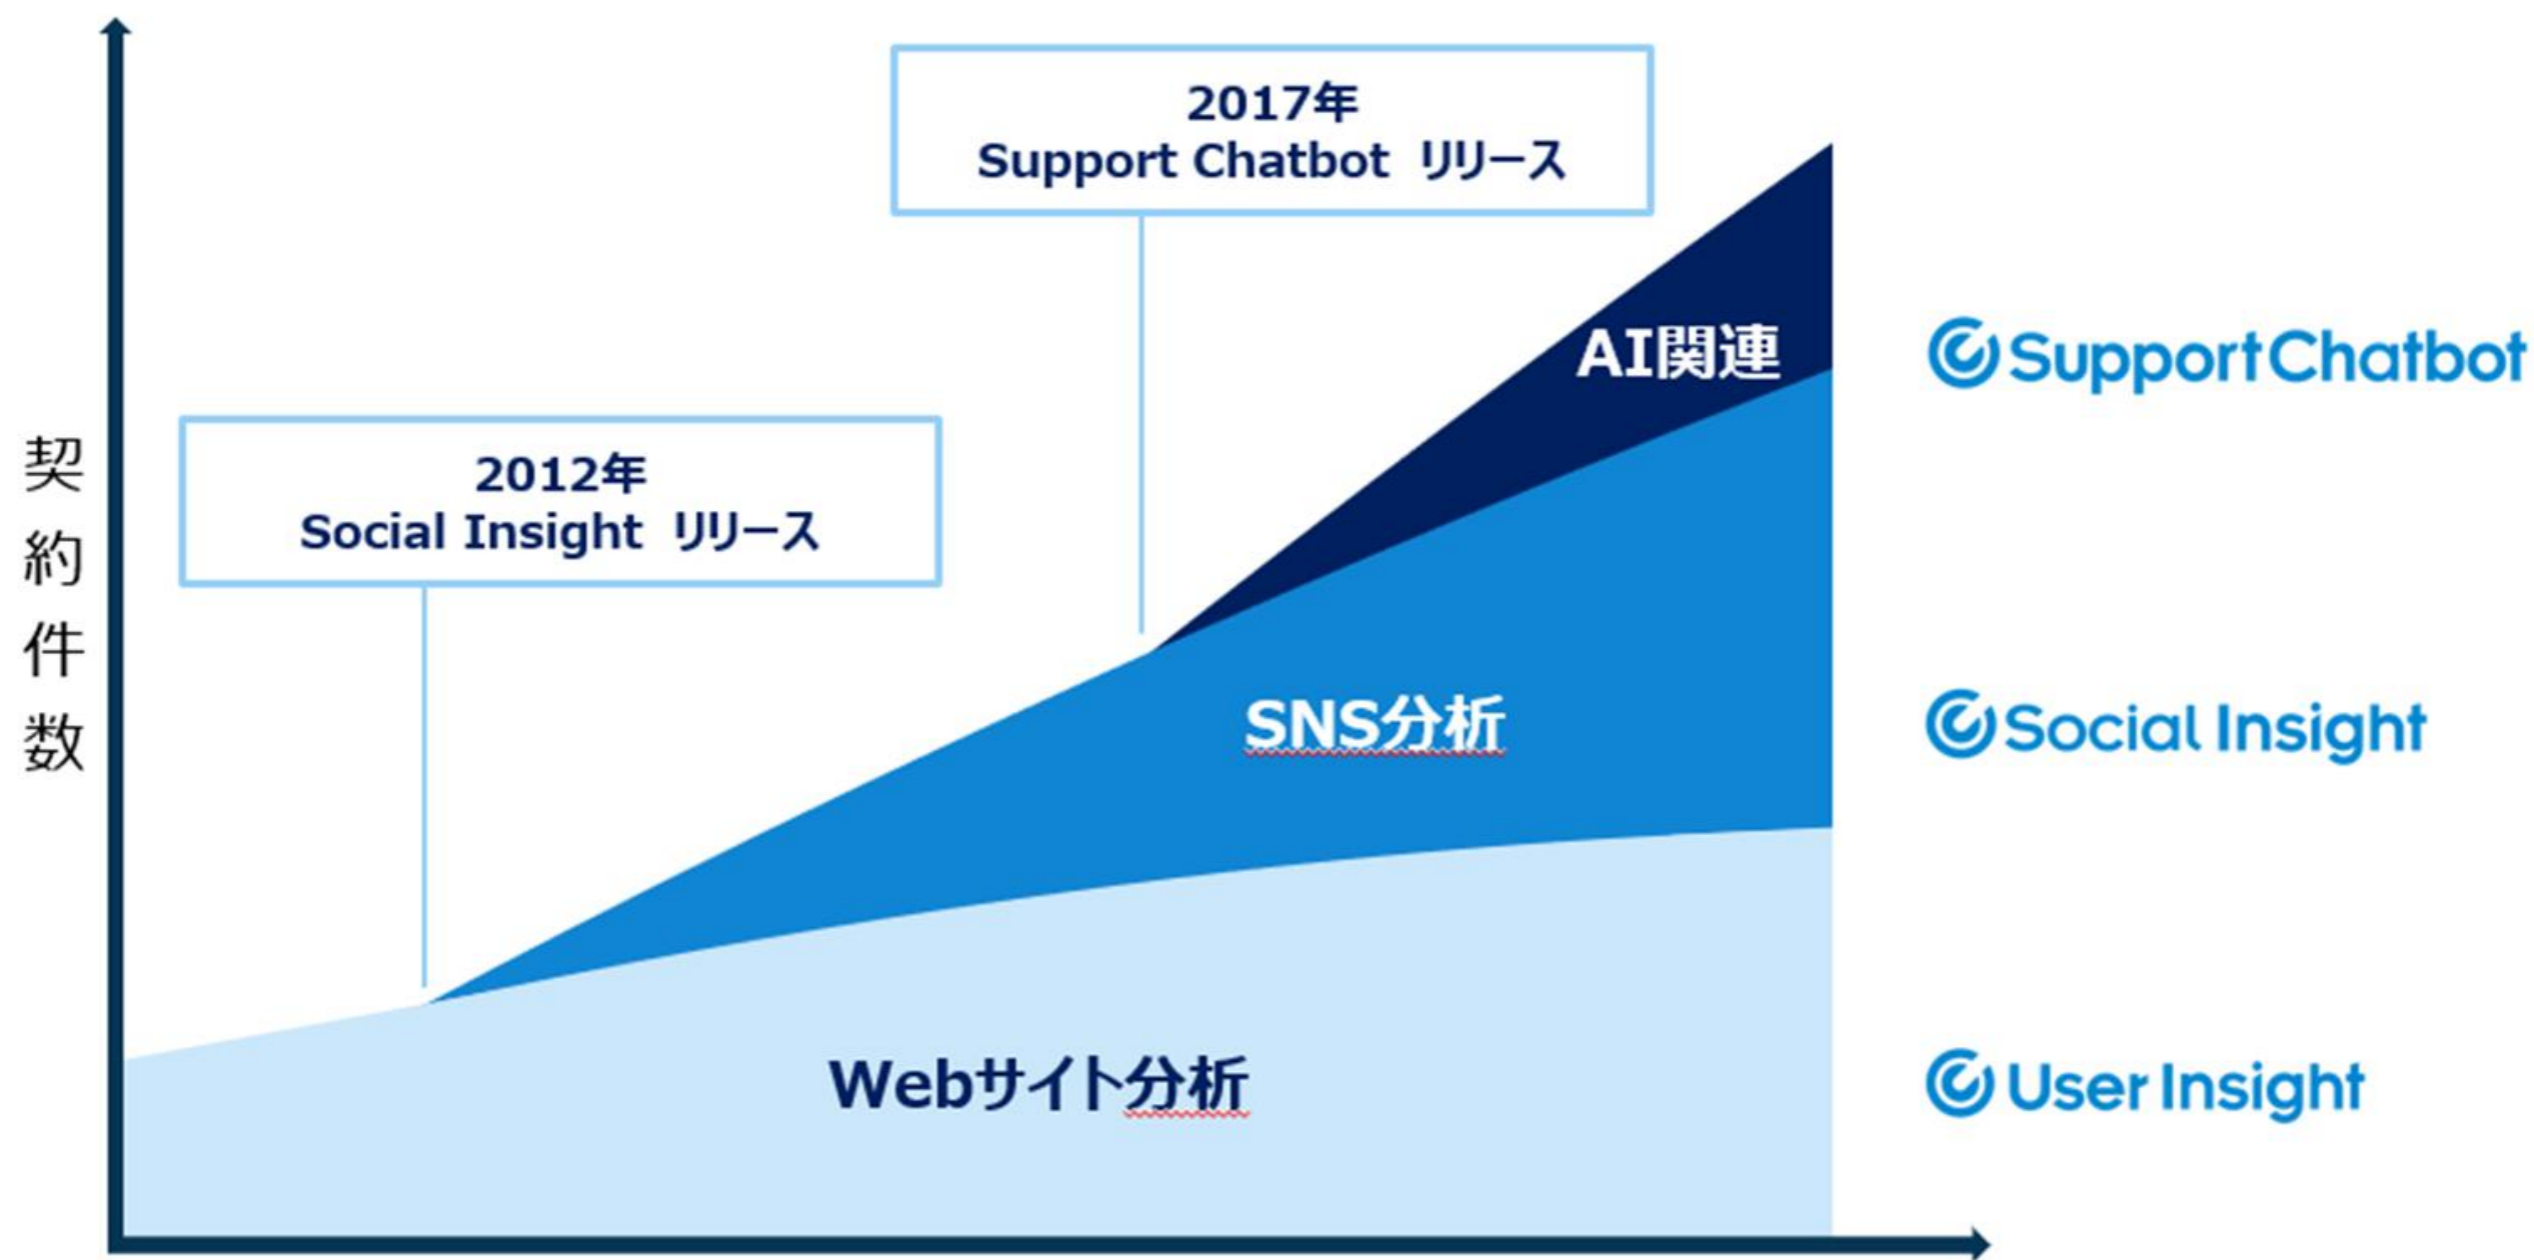 2017年
Support Chatbot リリース
AI関連
SupportChatbot
2012年
Social Insight リリース
契約件数
SNS分析
Social Insight
Webサイト分析
User Insight